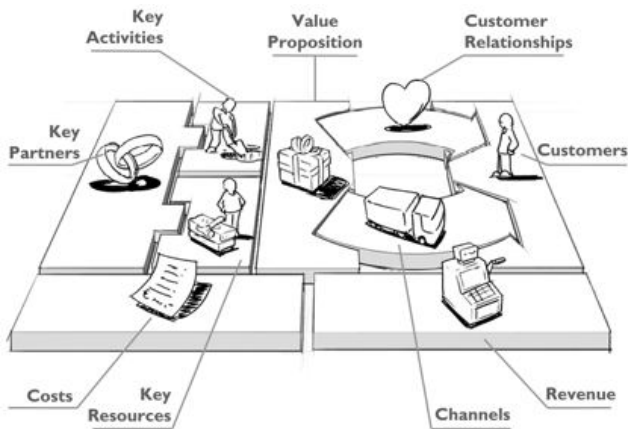 Key
Activities
Value
Proposition
Customer
Relationships
Key
Partners
Customers
Costs
Key
Resources
Channels
Revenue